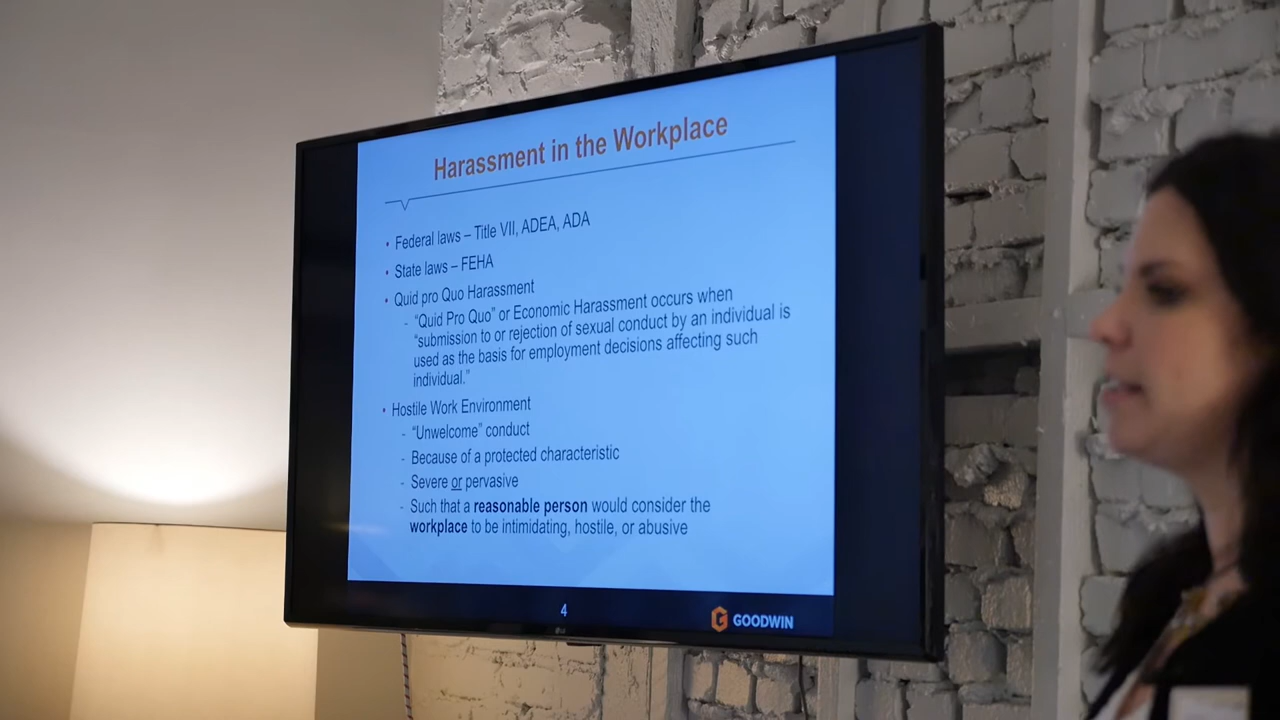 Harassment in the Workplace
• Federal laws – Title VII, ADEA, ADA
• State laws – FEHA
• Quid pro Quo Harassment
- “Quid Pro Quo” or Economic Harassment occurs when
“submission to or rejection of sexual conduct by an individual is
used as the basis for employment decisions affecting such
individual.”
• Hostile Work Environment
- “Unwelcome” conduct
- Because of a protected characteristic
- Severe or pervasive
- Such that a reasonable person would consider the
workplace to be intimidating, hostile, or abusive
4
GOODWIN
LG